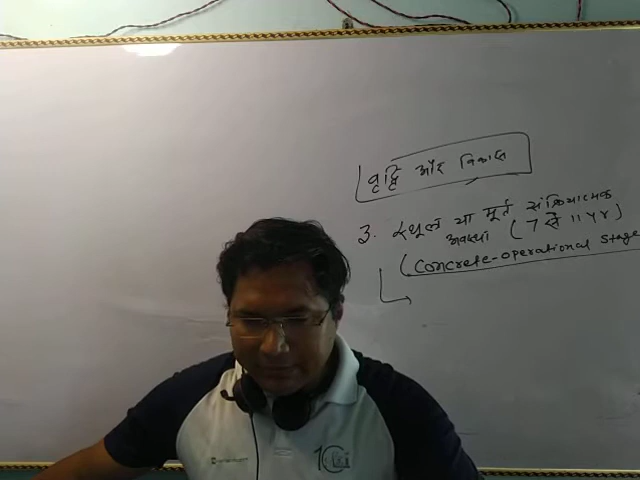 वृद्धि और विकास
3. स्थूल या मूर्त संक्रियात्मक
अवस्था (7 से 11 yr)
(Concrete-operational stage